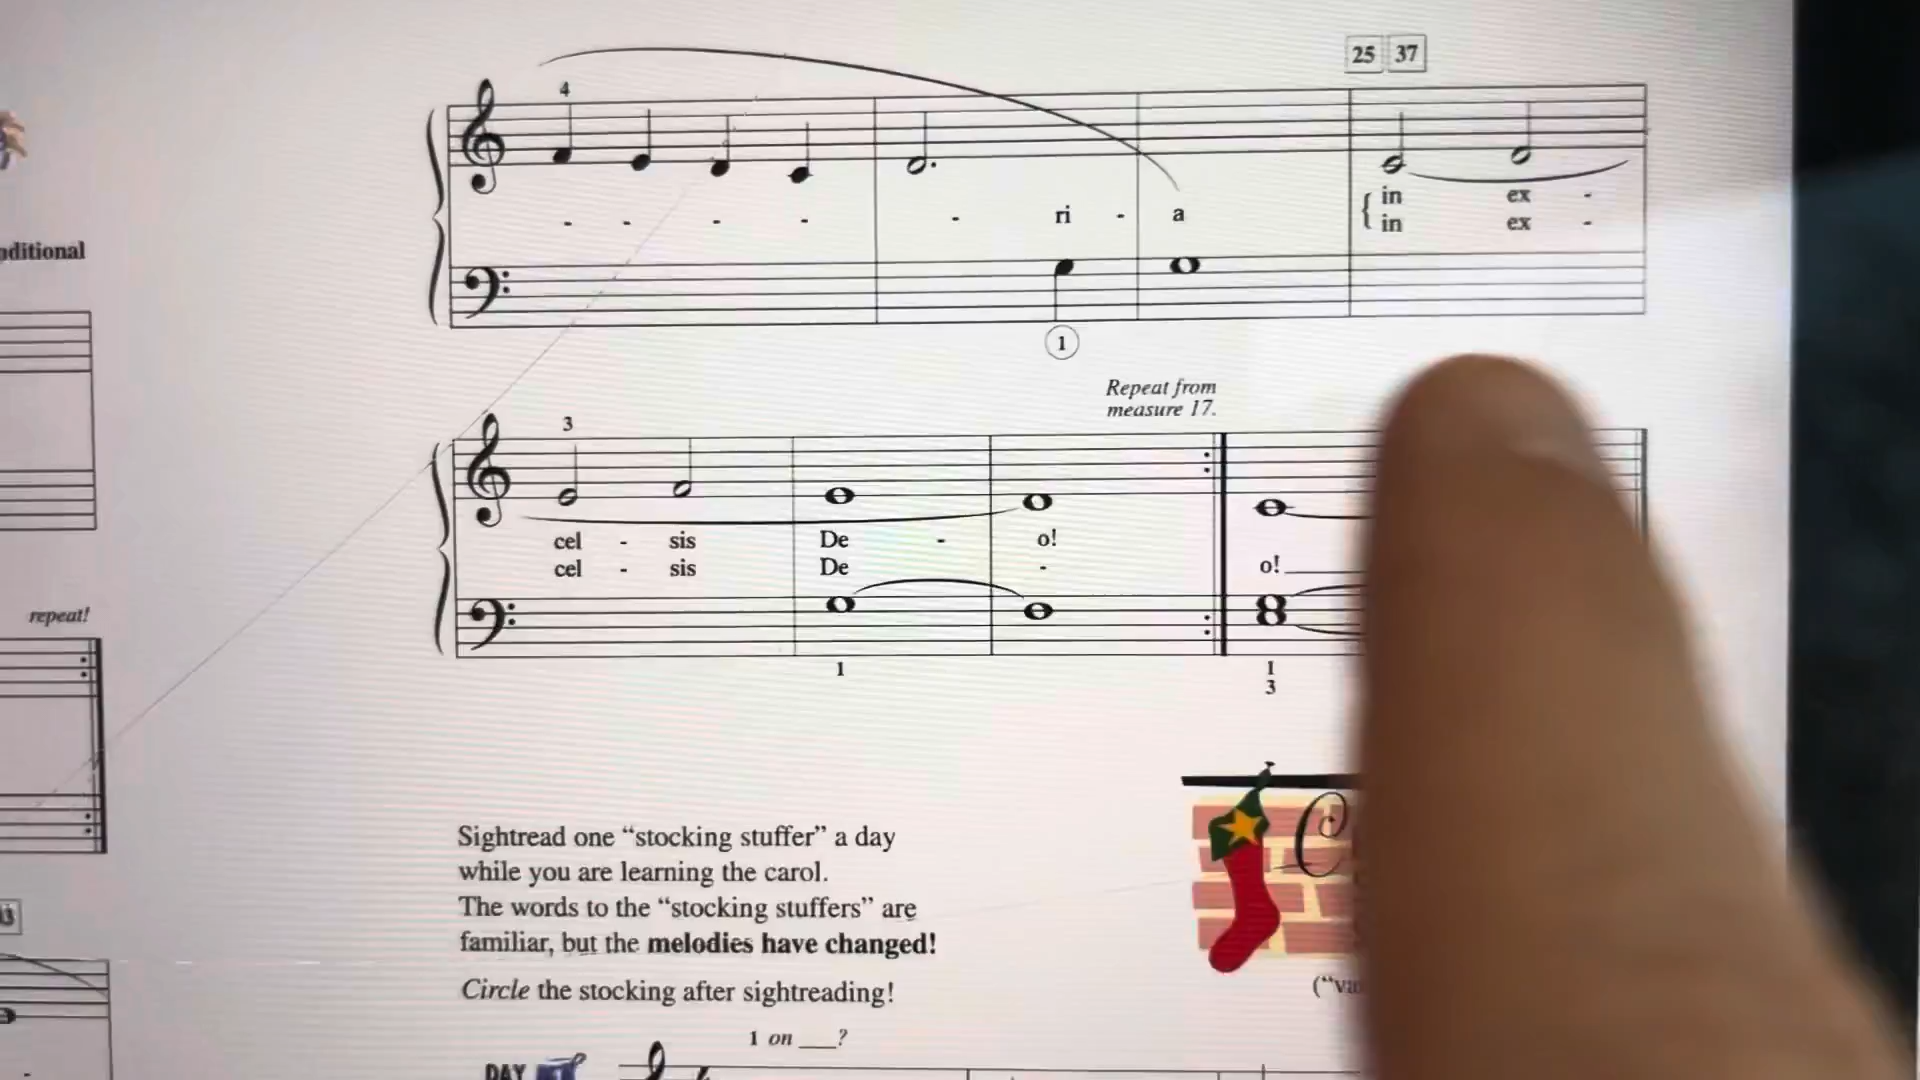 25 37
4
- - - - - ri - a { in ex -
in ex -
1
Repeat from
measure 17.
3
cel - sis De - o!
cel - sis De - o!
1
1
3
oditional
repeat!
Sightread one “stocking stuffer” a day
while you are learning the carol.
The words to the “stocking stuffers” are
familiar, but the melodies have changed!
Circle the stocking after sightreading!
1 on ___?
DAY